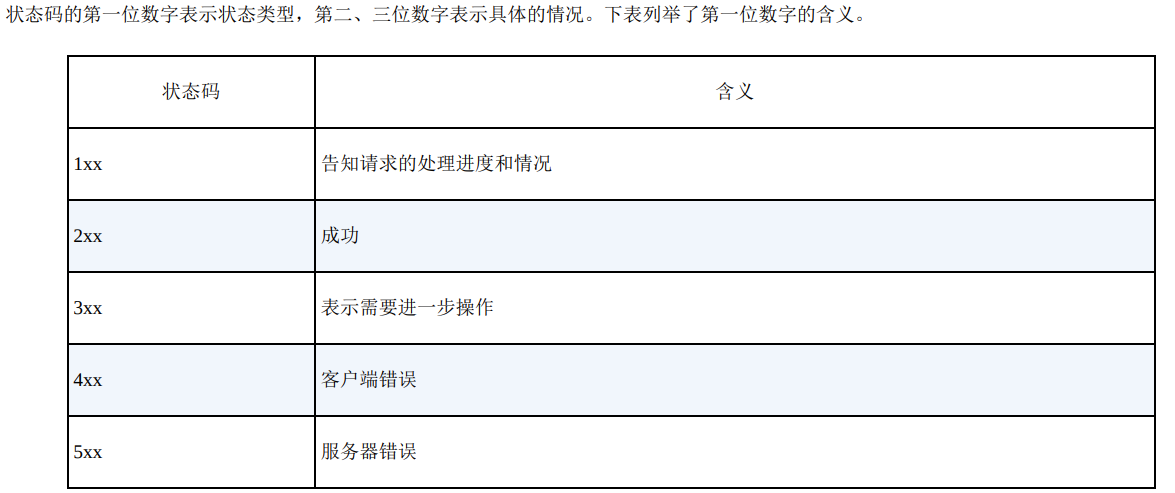 状态码的第一位数字表示状态类型，第二、三位数字表示具体的情况。下表列举了第一位数字的含义。
状态码 含义
1xx 告知请求的处理进度和情况
2xx 成功
3xx 表示需要进一步操作
4xx 客户端错误
5xx 服务器错误